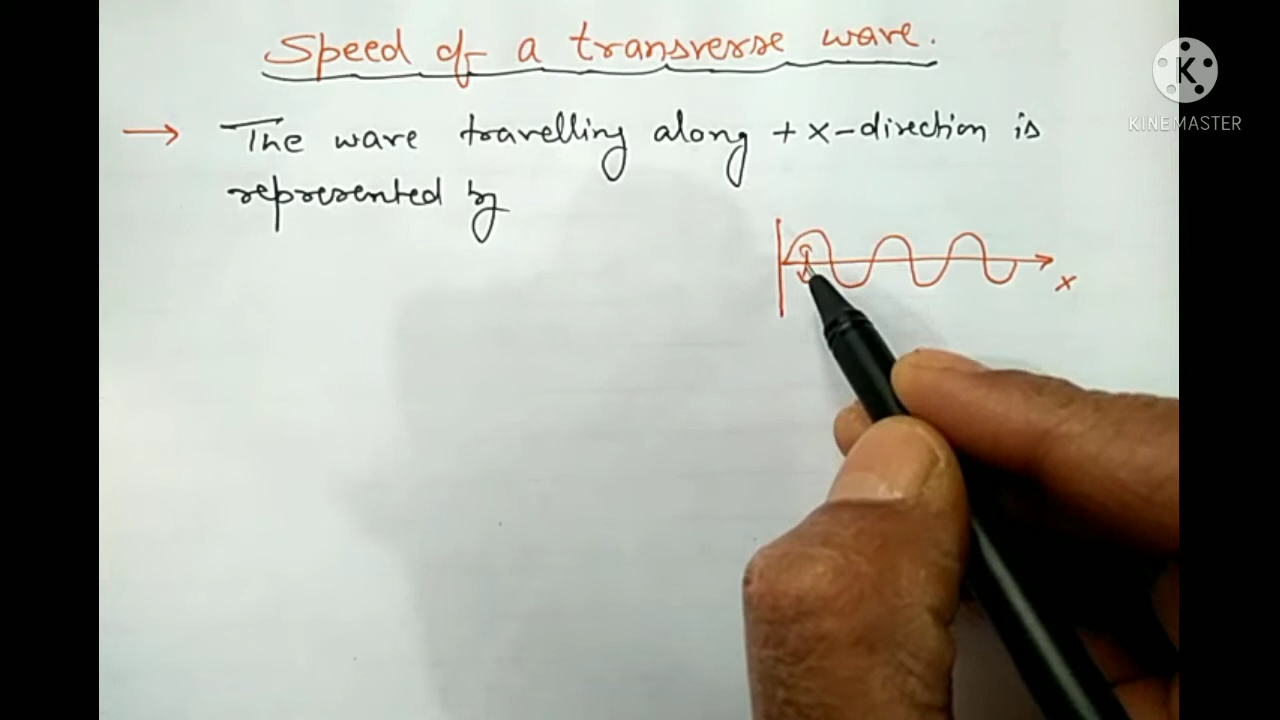 Speed of a transverse wave.
K
KINEMASTER
→ The wave travelling along + x-direction is
represented by
x